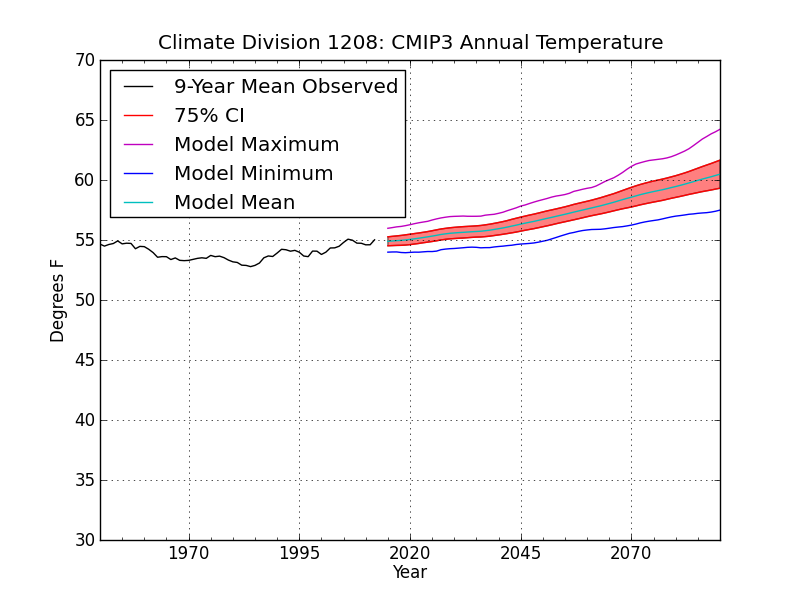 Climate Division 1208: CMIP3 Annual Temperature
70
65
60
55
50
45
40
35
30
Degrees F
9-Year Mean Observed
75% CI
Model Maximum
Model Minimum
Model Mean
1970
1995
2020
2045
2070
Year